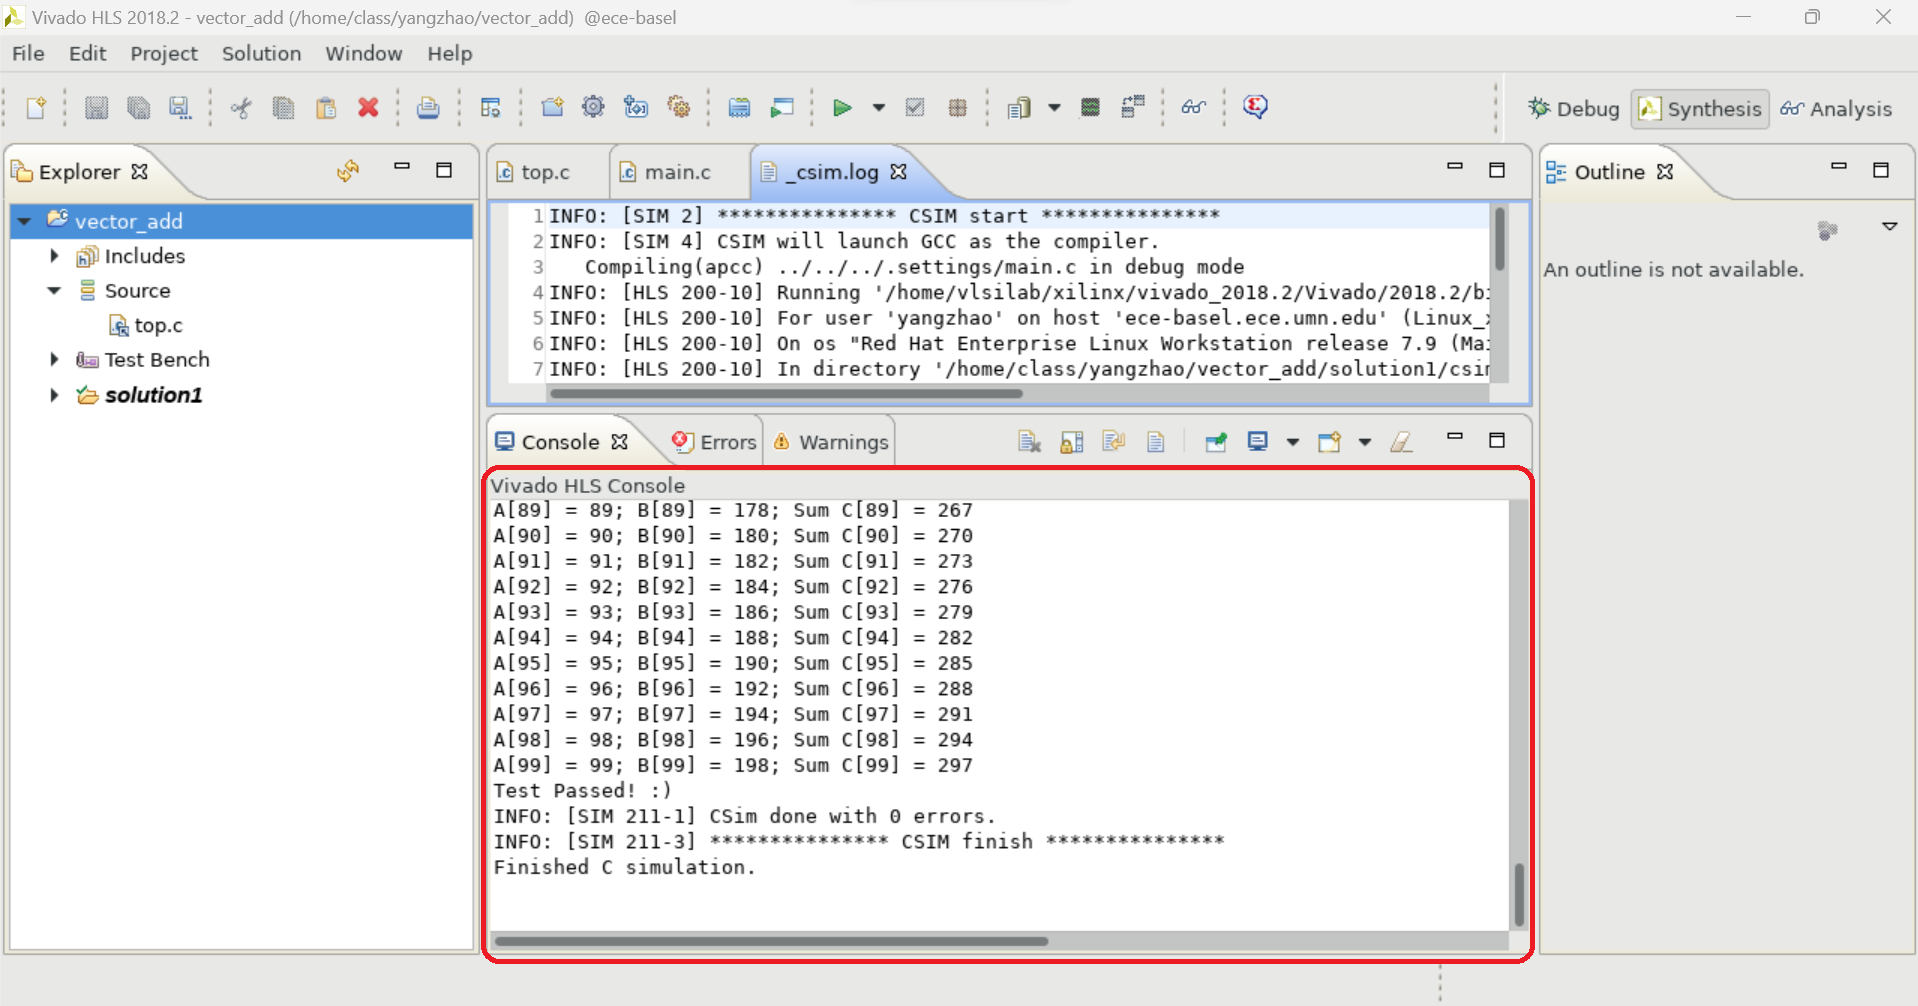 Vivado HLS 2018.2 - vector_add (/home/class/yangzhao/vector_add) @ece-basel
File Edit Project Solution Window Help
Debug Synthesis Analysis
Explorer
vector_add
Includes
Source
top.c
Test Bench
solution1
top.c main.c _csim.log
1 INFO: [SIM 2] *************** CSIM start ***************
2 INFO: [SIM 4] CSIM will launch GCC as the compiler.
3 Compiling(apcc) ../../../.settings/main.c in debug mode
4 INFO: [HLS 200-10] Running '/home/vlsilab/xilinx/vivado_2018.2/Vivado/2018.2/bi
5 INFO: [HLS 200-10] For user 'yangzhao' on host 'ece-basel.ece.umn.edu' (Linux_x
6 INFO: [HLS 200-10] On os "Red Hat Enterprise Linux Workstation release 7.9 (Mai
7 INFO: [HLS 200-10] In directory '/home/class/yangzhao/vector_add/solution1/csim
Console Errors Warnings
Vivado HLS Console
A[89] = 89; B[89] = 178; Sum C[89] = 267
A[90] = 90; B[90] = 180; Sum C[90] = 270
A[91] = 91; B[91] = 182; Sum C[91] = 273
A[92] = 92; B[92] = 184; Sum C[92] = 276
A[93] = 93; B[93] = 186; Sum C[93] = 279
A[94] = 94; B[94] = 188; Sum C[94] = 282
A[95] = 95; B[95] = 190; Sum C[95] = 285
A[96] = 96; B[96] = 192; Sum C[96] = 288
A[97] = 97; B[97] = 194; Sum C[97] = 291
A[98] = 98; B[98] = 196; Sum C[98] = 294
A[99] = 99; B[99] = 198; Sum C[99] = 297
Test Passed! :)
INFO: [SIM 211-1] CSim done with 0 errors.
INFO: [SIM 211-3] *************** CSIM finish ***************
Finished C simulation.
Outline
An outline is not available.